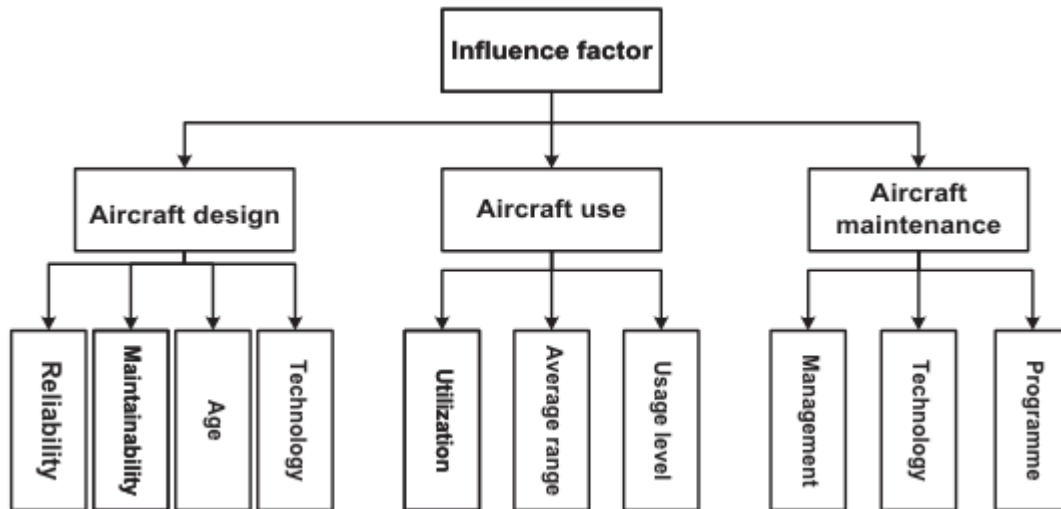 Influence factor
Aircraft design
Aircraft use
Aircraft
maintenance
Reliability
Maintainability
Age
Technology
Utilization
Average range
Usage level
Management
Technology
Programme